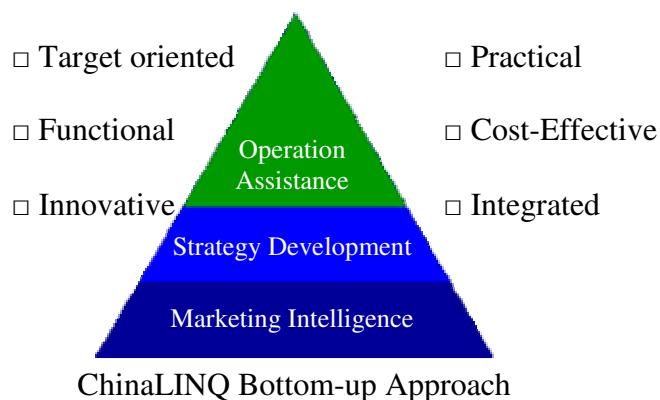 □ Target oriented
□ Practical
□ Functional
□ Cost-Effective
Operation
Assistance
□ Innovative
□ Integrated
Strategy Development
Marketing Intelligence
ChinaLINQ Bottom-up Approach